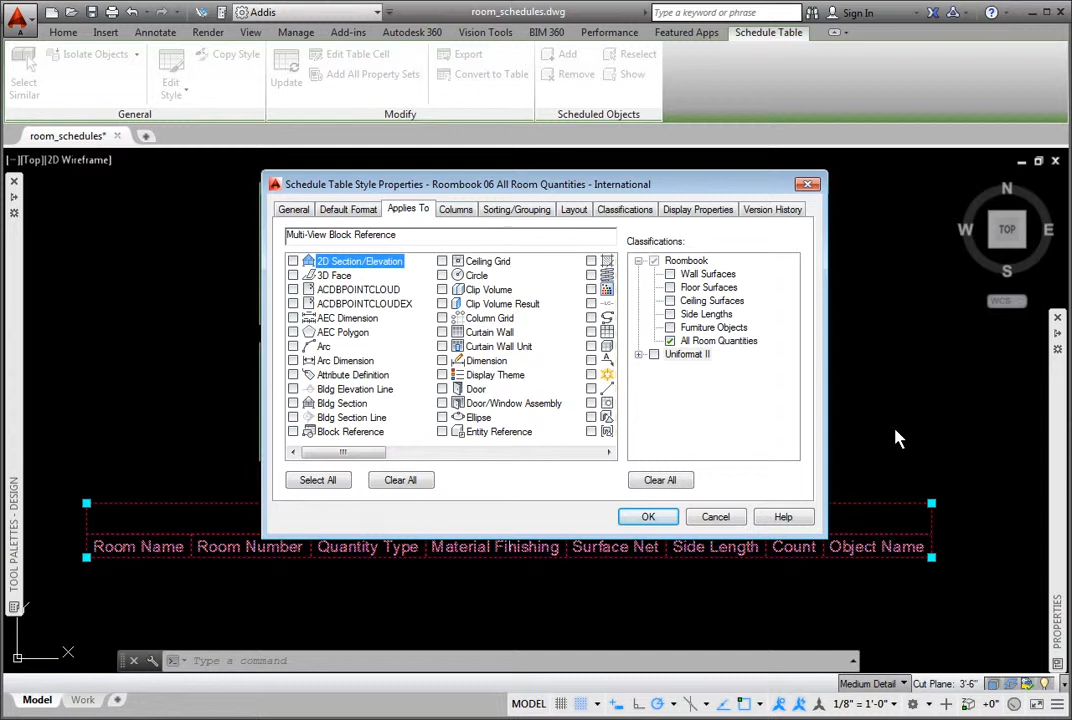 Addis
room_schedules.dwg
Type a keyword or phrase
Sign In
Home Insert Annotate Render View Manage Add-ins Autodesk 360 Vision Tools BIM 360 Performance Featured Apps Schedule Table
Select Similar
Isolate Objects
Copy Style
Edit Style
Update
Edit Table Cell
Add All Property Sets
Export
Convert to Table
Add
Remove
Reselect
Show
General Modify Scheduled Objects
room_schedules*
[−][Top][2D Wireframe]
Schedule Table Style Properties - Roombook 06 All Room Quantities - International
General Default Format Applies To Columns Sorting/Grouping Layout Classifications Display Properties Version History
Multi-View Block Reference
Classifications:
2D Section/Elevation
3D Face
ACDBPOINTCLOUD
ACDBPOINTCLOUDEX
AEC Dimension
AEC Polygon
Arc
Arc Dimension
Attribute Definition
Bldg Elevation Line
Bldg Section
Bldg Section Line
Block Reference
Ceiling Grid
Circle
Clip Volume
Clip Volume Result
Column Grid
Curtain Wall
Curtain Wall Unit
Dimension
Display Theme
Door
Door/Window Assembly
Ellipse
Entity Reference
Roombook
Wall Surfaces
Floor Surfaces
Ceiling Surfaces
Side Lengths
Furniture Objects
All Room Quantities
Uniformat II
Select All
Clear All
Clear All
OK Cancel Help
N
W TOP E
S
WCS
TOOL PALETTES - DESIGN
PROPERTIES
Room Name Room Number Quantity Type Material Fihishing Surface Net Side Length Count Object Name
Y
X
Type a command
Model Work
Medium Detail Cut Plane: 3'-6"
MODEL
1/8" = 1'-0"
+0"